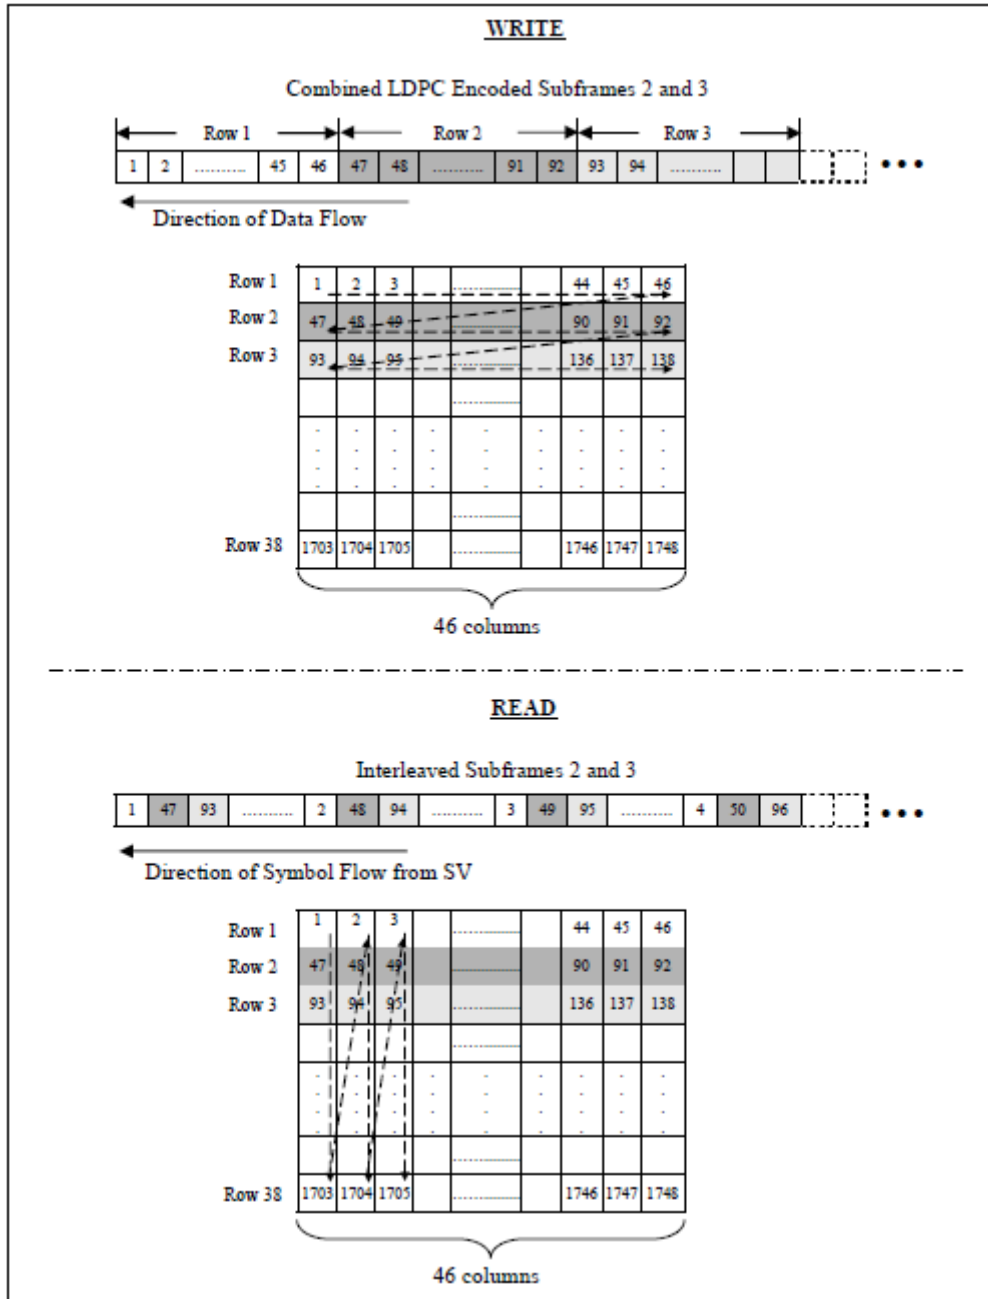 WRITE
Combined LDPC Encoded Subframes 2 and 3
Row 1 Row 2 Row 3
1 2 ........... 45 46 47 48 ........... 91 92 93 94 ........... •••
Direction of Data Flow
Row 1 1 2 3 ............... 44 45 46
Row 2 47 48 49 ............... 90 91 92
Row 3 93 94 95 ............... 136 137 138
...............
...............
Row 38 1703 1704 1705 ............... 1746 1747 1748
46 columns
READ
Interleaved Subframes 2 and 3
1 47 93 ........... 2 48 94 ........... 3 49 95 ........... 4 50 96 •••
Direction of Symbol Flow from SV
Row 1 1 2 3 ............... 44 45 46
Row 2 47 48 49 ............... 90 91 92
Row 3 93 94 95 ............... 136 137 138
...............
...............
Row 38 1703 1704 1705 ............... 1746 1747 1748
46 columns